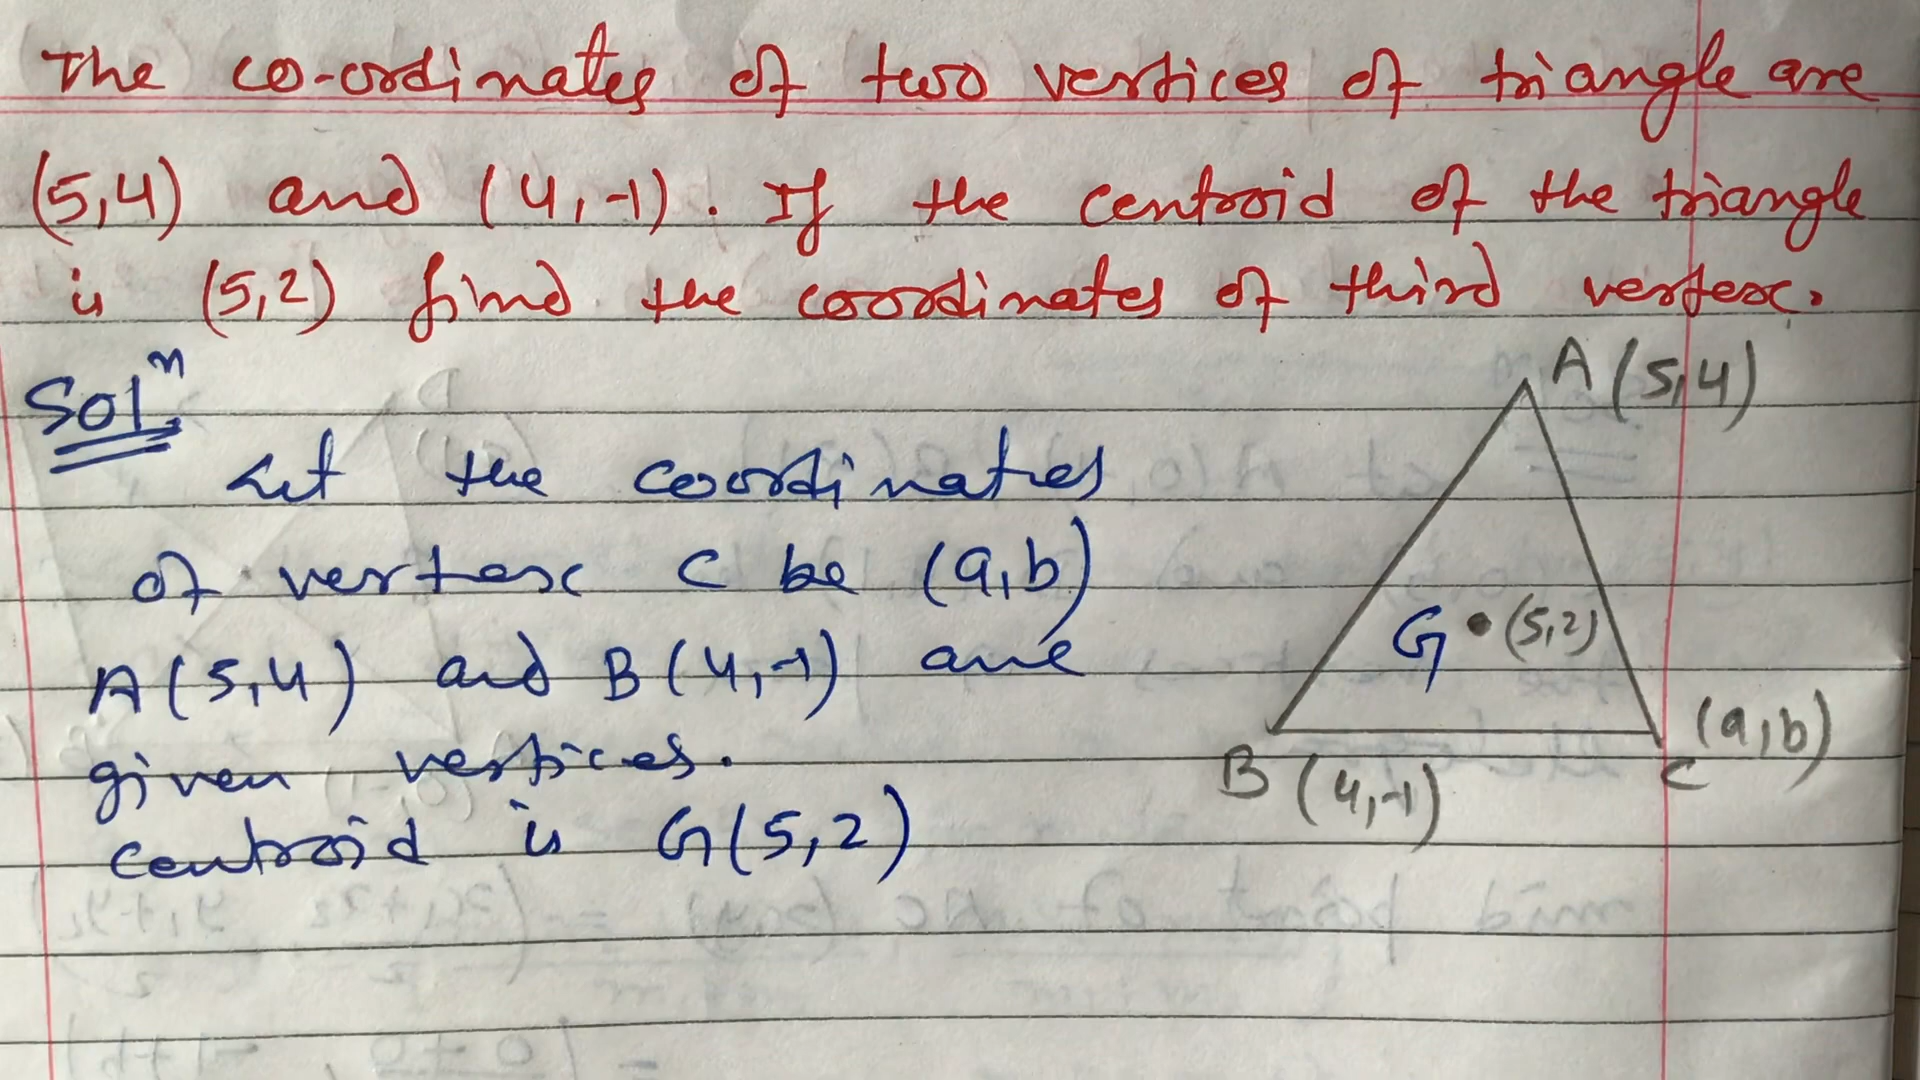 The co-ordinates of two vertices of triangle are
(5,4) and (4,-1). If the centroid of the triangle
is (5,2) find the coordinates of third vertex.
Solⁿ.
Let the coordinates
of vertex C be (a,b)
A(5,4) and B(4,-1) are
given vertices.
centroid is G(5,2)
A (5,4)
G • (5,2)
B (4,-1)
C (a,b)